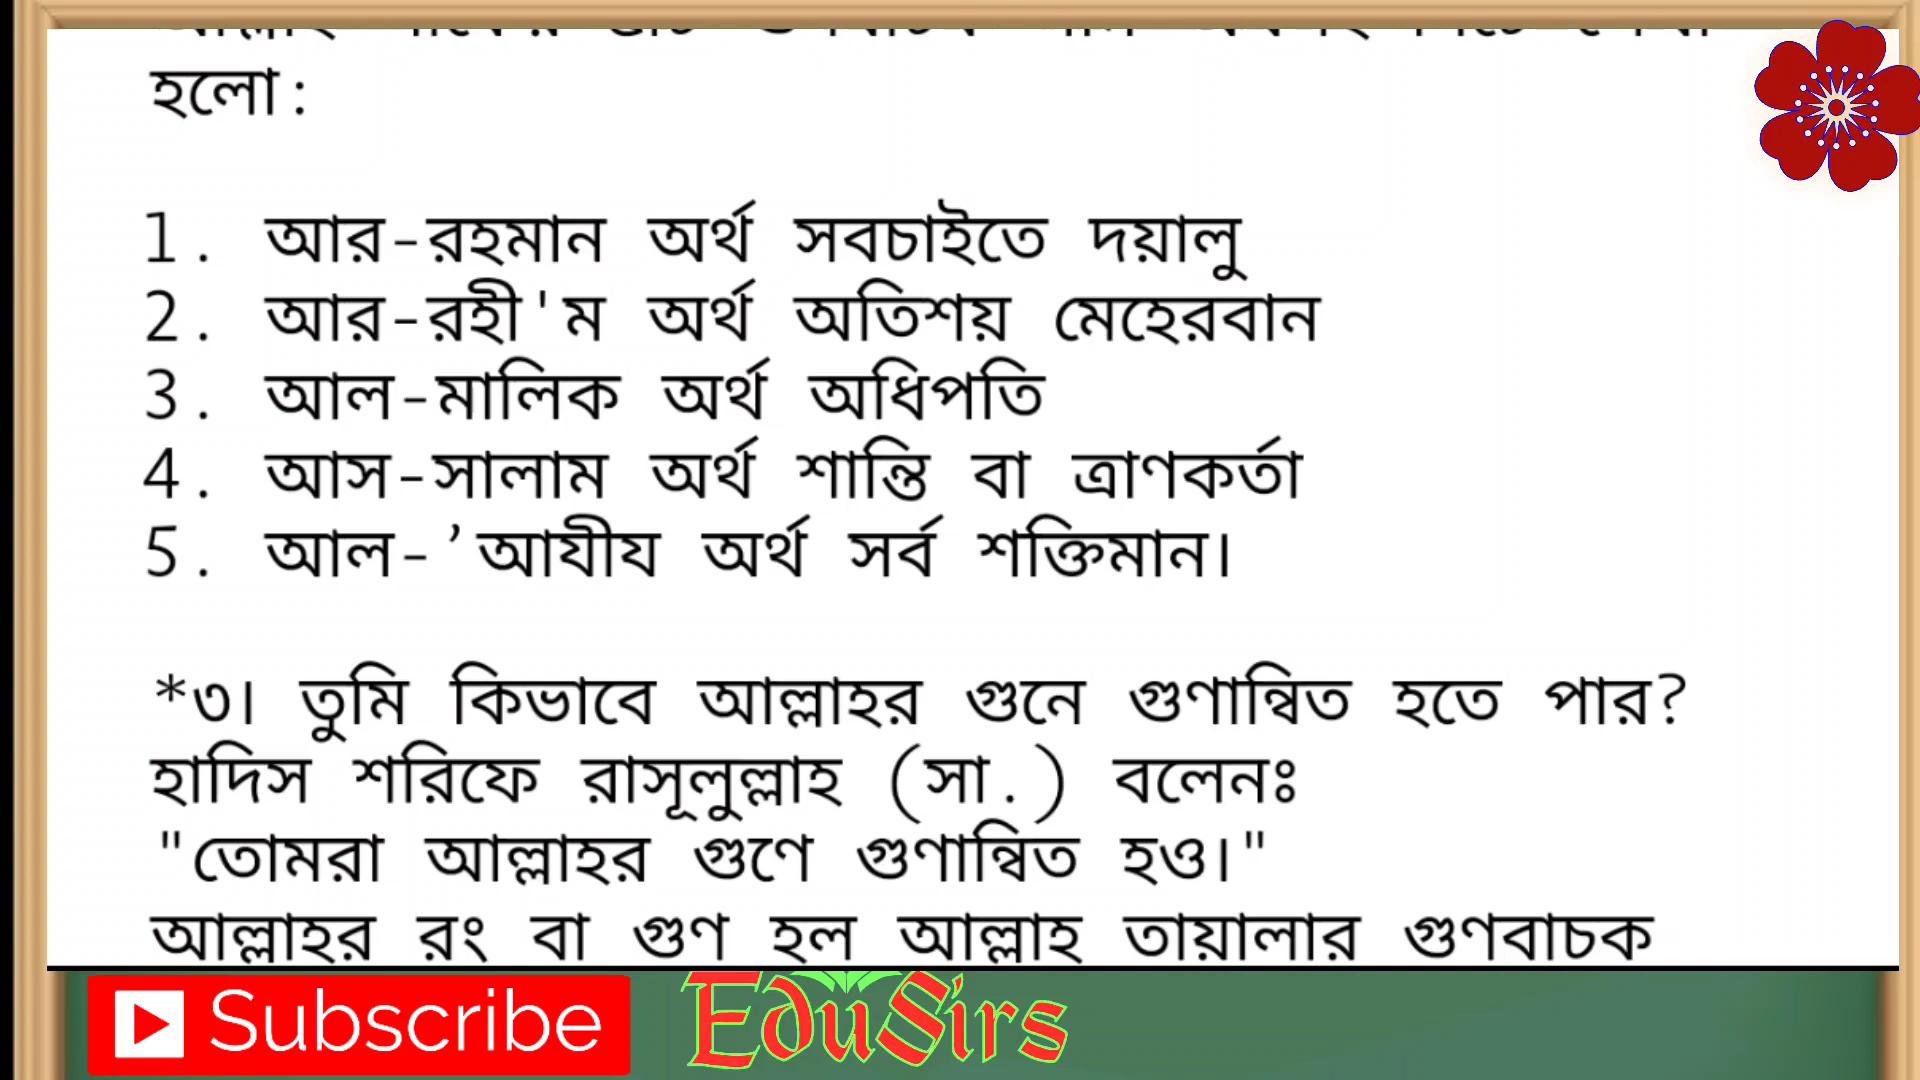 হলো:
1. আর-রহমান অর্থ সবচাইতে দয়ালু
2. আর-রহী'ম অর্থ অতিশয় মেহেরবান
3. আল-মালিক অর্থ অধিপতি
4. আস-সালাম অর্থ শান্তি বা ত্রাণকর্তা
5. আল-’আযীয অর্থ সর্ব শক্তিমান।
*৩। তুমি কিভাবে আল্লাহর গুনে গুণান্বিত হতে পার?
হাদিস শরিফে রাসূলুল্লাহ (সা.) বলেনঃ
"তোমরা আল্লাহর গুণে গুণান্বিত হও।"
আল্লাহর রং বা গুণ হল আল্লাহ তায়ালার গুণবাচক
Subscribe EduSirs